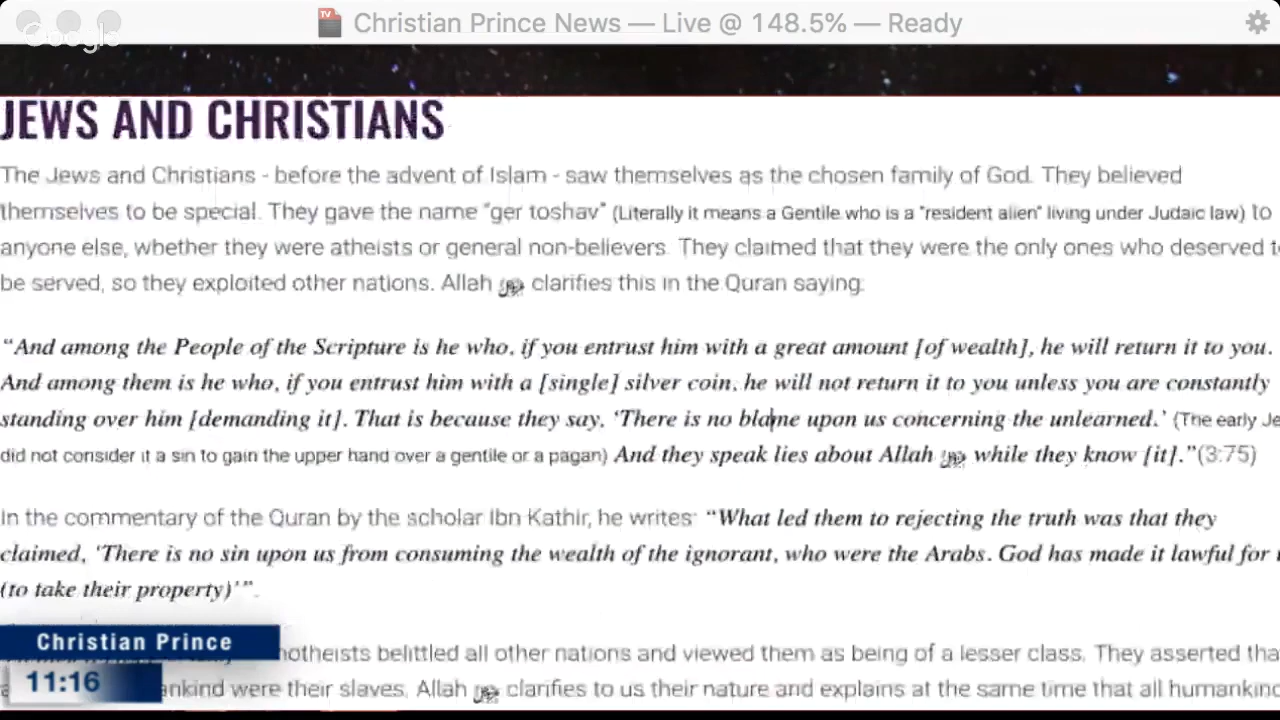 Christian Prince News — Live @ 148.5% — Ready
Google
JEWS AND CHRISTIANS
The Jews and Christians - before the advent of Islam - saw themselves as the chosen family of God. They believed
themselves to be special. They gave the name "ger toshav" (Literally it means a Gentile who is a "resident alien" living under Judaic law) to
anyone else, whether they were atheists or general non-believers. They claimed that they were the only ones who deserved t
be served, so they exploited other nations. Allah ﷻ clarifies this in the Quran saying:
"And among the People of the Scripture is he who, if you entrust him with a great amount [of wealth], he will return it to you.
And among them is he who, if you entrust him with a [single] silver coin, he will not return it to you unless you are constantly
standing over him [demanding it]. That is because they say, 'There is no blame upon us concerning the unlearned.' (The early Je
did not consider it a sin to gain the upper hand over a gentile or a pagan) And they speak lies about Allah ﷻ while they know [it]."(3:75)
In the commentary of the Quran by the scholar Ibn Kathir, he writes: "What led them to rejecting the truth was that they
claimed, 'There is no sin upon us from consuming the wealth of the ignorant, who were the Arabs. God has made it lawful for
(to take their property)'".
Christian Prince
notheists belittled all other nations and viewed them as being of a lesser class. They asserted tha
11:16
ankind were their slaves. Allah ﷻ clarifies to us their nature and explains at the same time that all humankind